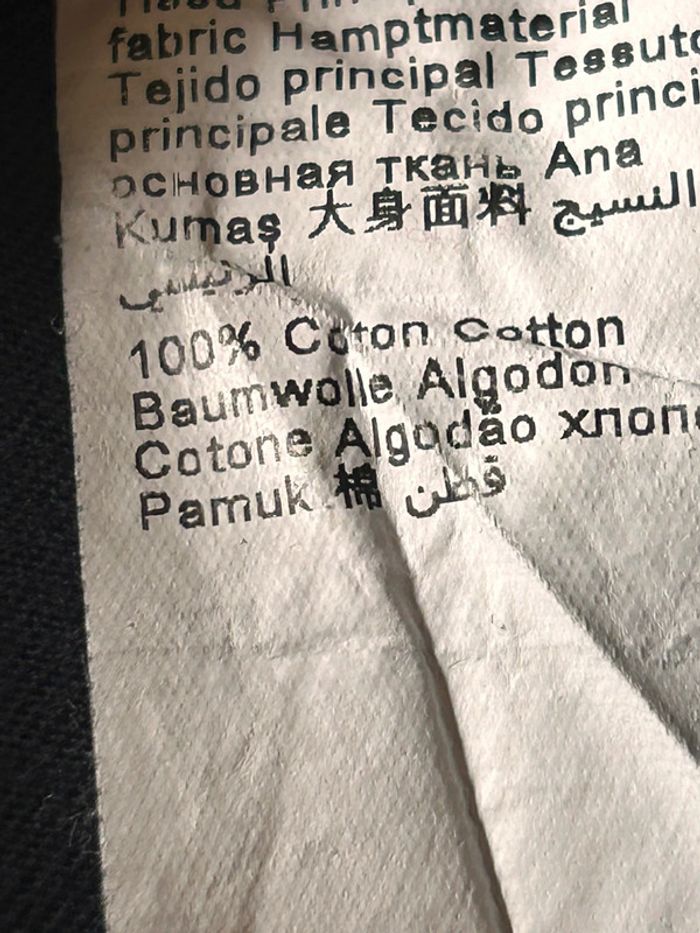 fabric Hamptmaterial
Tejido principal Tessuto
principale Tecido princi
основная ткань Ana
Kumaş 大身面料 النسيج
الرئيسي
100% Coton Cotton
Baumwolle Algodon
Cotone Algodão хлоп
Pamuk 棉 قطن